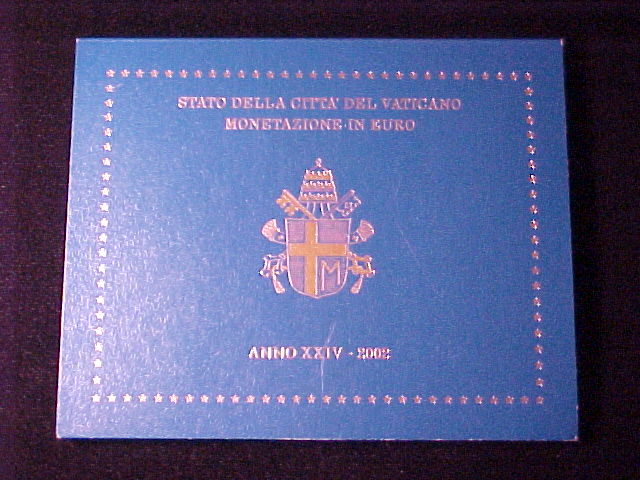 STATO DELLA CITTA' DEL VATICANO
MONETAZIONE IN EURO
M
ANNO XXIV - 2002